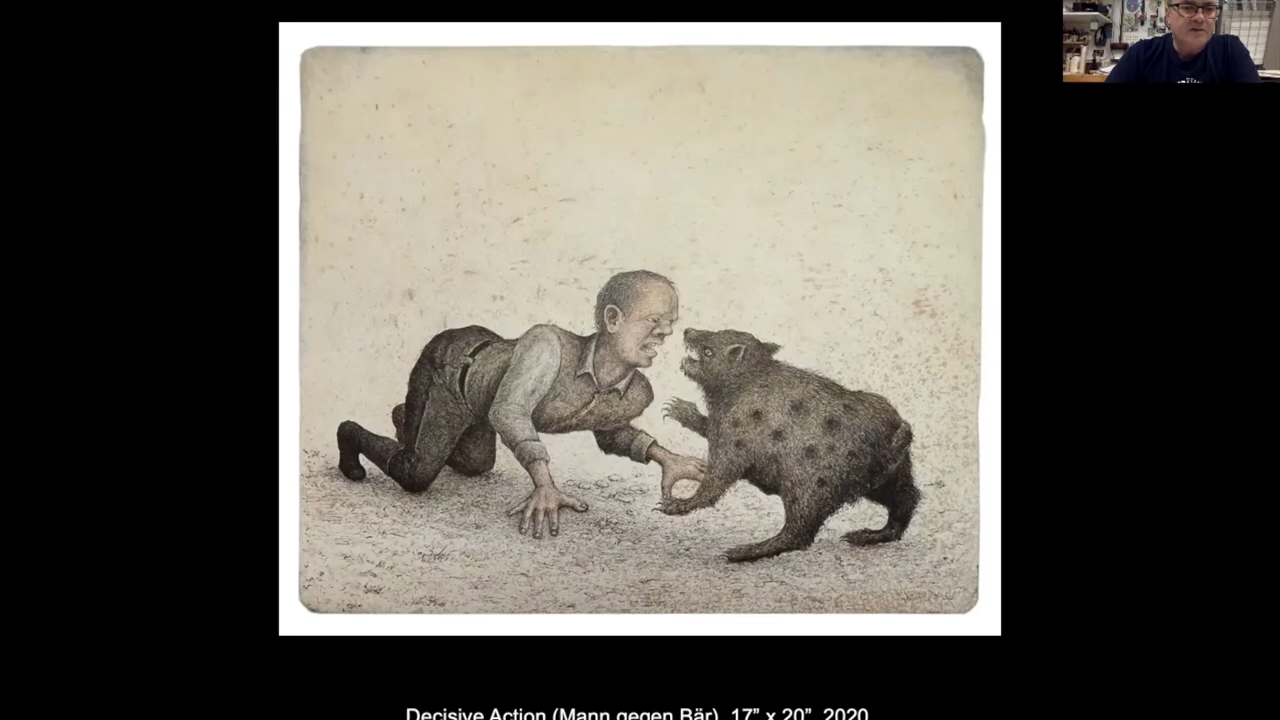 Decisive Action (Mann gegen Bär), 17” x 20”, 2020